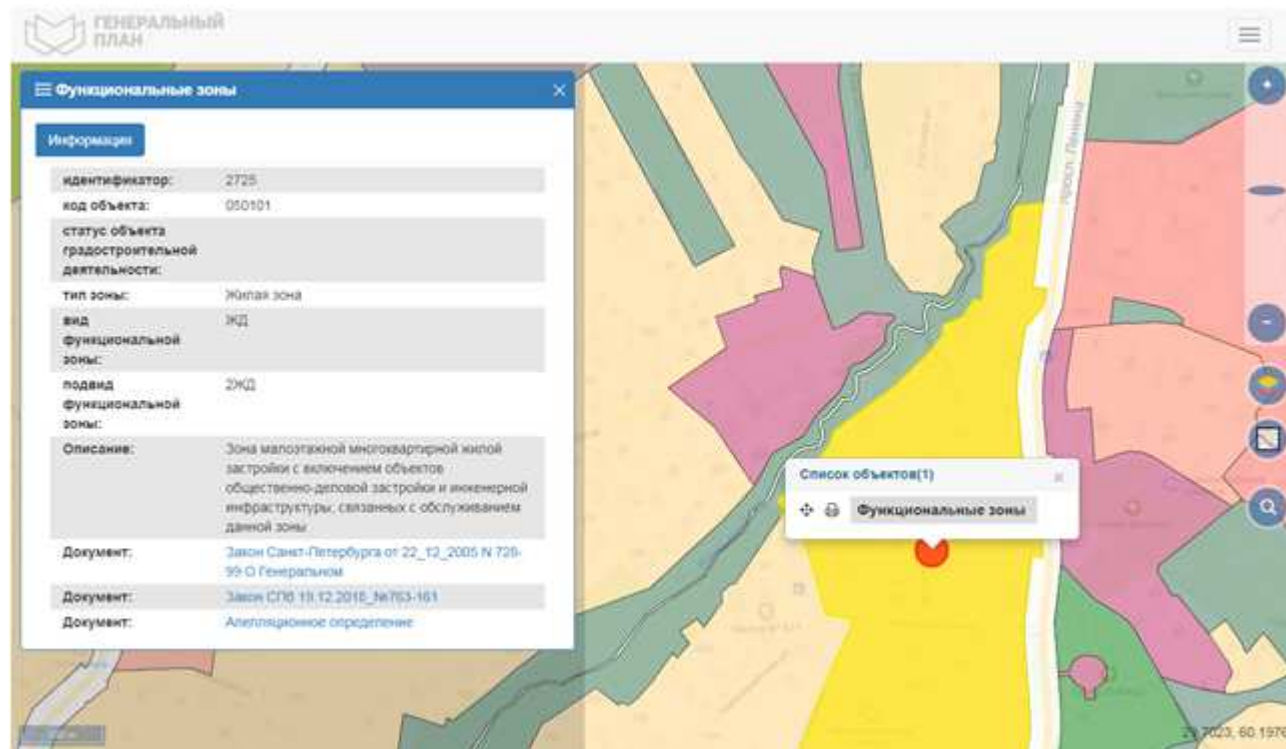 ГЕНЕРАЛЬНЫЙ
ПЛАН
Функциональные зоны
Информация
идентификатор: 2725
код объекта: 050101
статус объекта
градостроительной
деятельности:
тип зоны: Жилая зона
вид ЖД
функциональной
зоны:
подвид 2ЖД
функциональной
зоны:
Описание: Зона малоэтажной многоквартирной жилой
застройки с включением объектов
общественно-деловой застройки и инженерной
инфраструктуры, связанных с обслуживанием
данной зоны
Документ: Закон Санкт-Петербурга от 22_12_2005 N 728-
99 О Генеральном
Документ: Закон СПб 19.12.2018_№763-161
Документ: Апелляционное определение
просп. Ленина
Список объектов(1)
Функциональные зоны